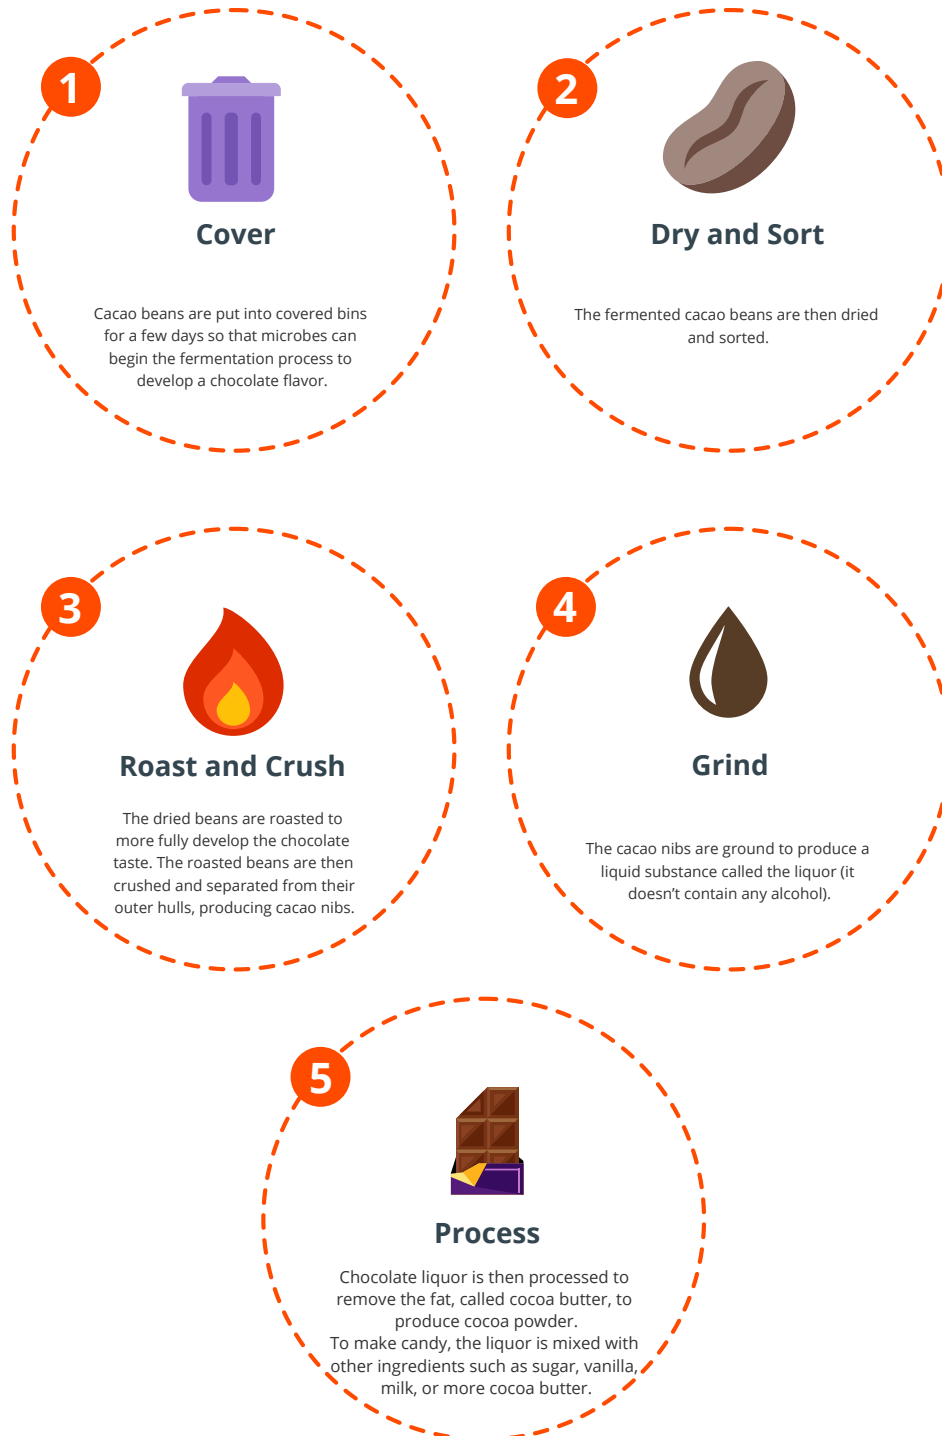 1
Cover
Cacao beans are put into covered bins
for a few days so that microbes can
begin the fermentation process to
develop a chocolate flavor.
2
Dry and Sort
The fermented cacao beans are then dried
and sorted.
3
Roast and Crush
The dried beans are roasted to
more fully develop the chocolate
taste. The roasted beans are then
crushed and separated from their
outer hulls, producing cacao nibs.
4
Grind
The cacao nibs are ground to produce a
liquid substance called the liquor (it
doesn’t contain any alcohol).
5
Process
Chocolate liquor is then processed to
remove the fat, called cocoa butter, to
produce cocoa powder.
To make candy, the liquor is mixed with
other ingredients such as sugar, vanilla,
milk, or more cocoa butter.